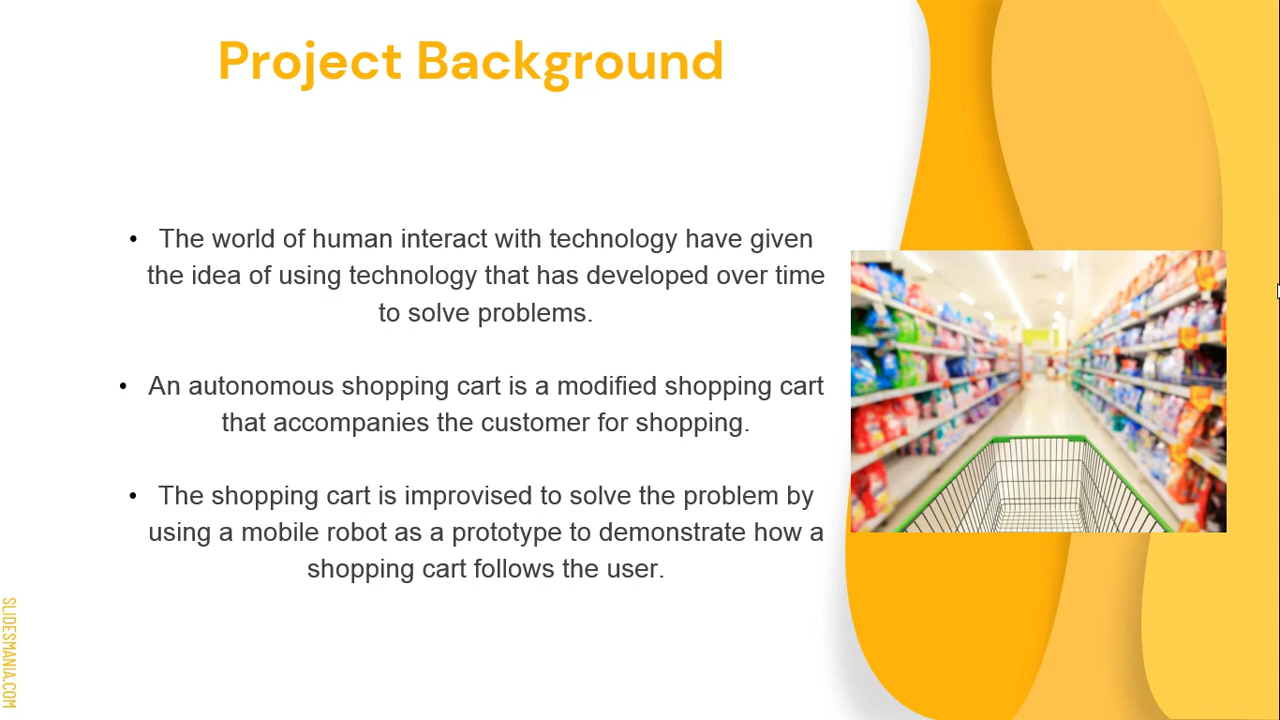 Project Background
• The world of human interact with technology have given
the idea of using technology that has developed over time
to solve problems.
• An autonomous shopping cart is a modified shopping cart
that accompanies the customer for shopping.
• The shopping cart is improvised to solve the problem by
using a mobile robot as a prototype to demonstrate how a
shopping cart follows the user.
SLIDESMANIA.COM